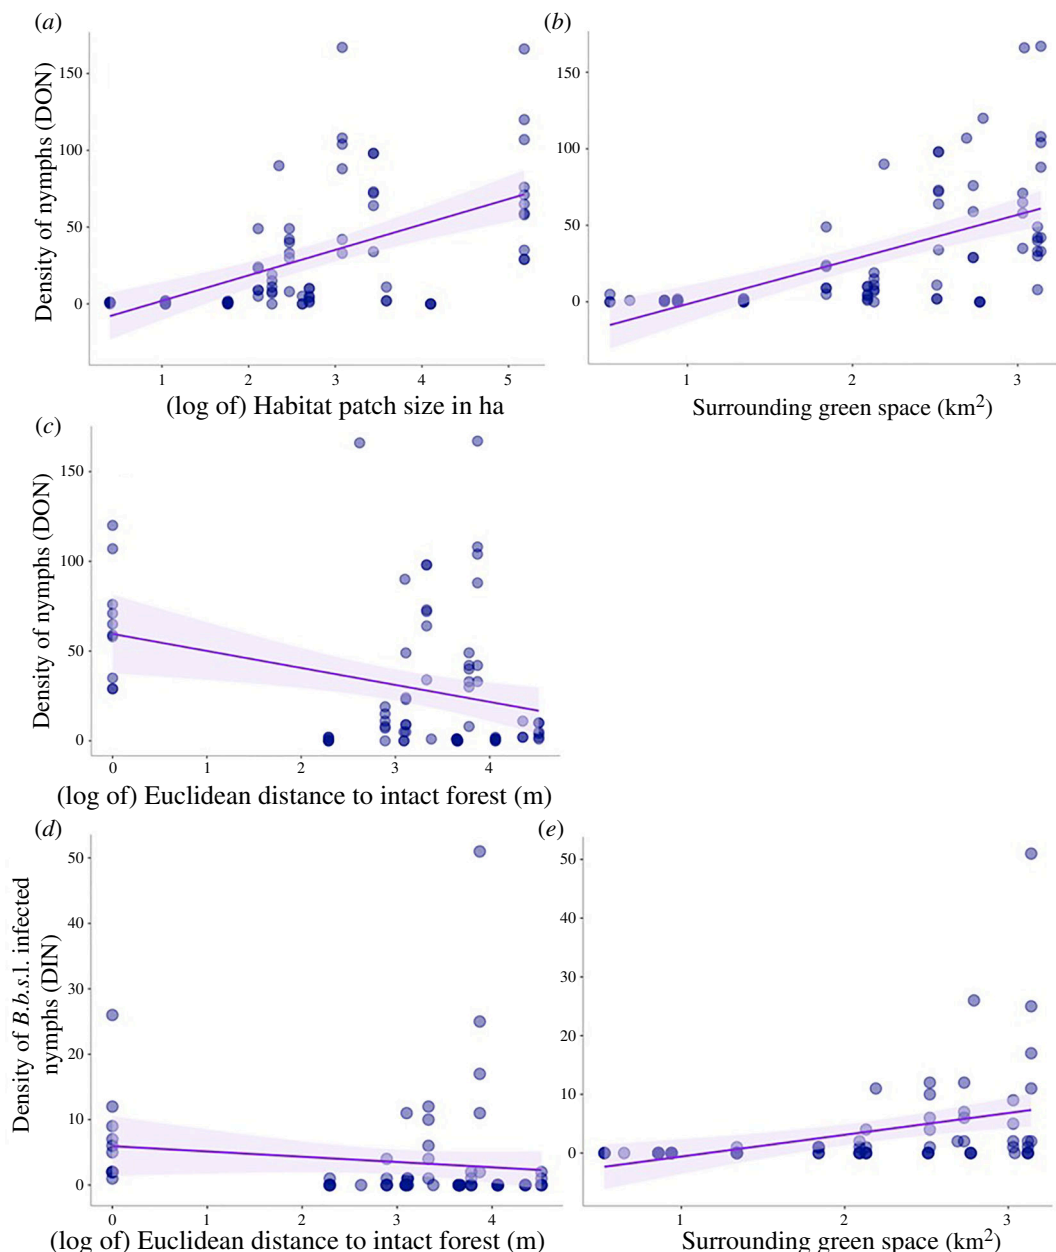 (a)
Density of nymphs (DON)
150
100
50
0
1 2 3 4 5
(log of) Habitat patch size in ha
(b)
150
100
50
0
1 2 3
Surrounding green space (km²)
(c)
Density of nymphs (DON)
150
100
50
0
0 1 2 3 4
(log of) Euclidean distance to intact forest (m)
(d)
Density of B.b.s.l. infected
nymphs (DIN)
50
40
30
20
10
0
0 1 2 3 4
(log of) Euclidean distance to intact forest (m)
(e)
50
40
30
20
10
0
1 2 3
Surrounding green space (km²)